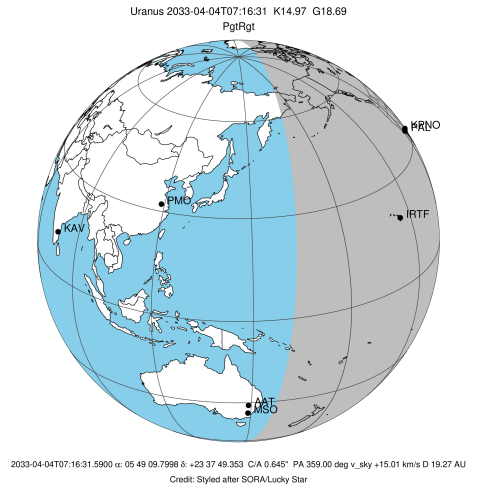 Uranus 2033-04-04T07:16:31 K14.97 G18.69
PgtRgt
KPNO
PAL
PMO
IRTF
KAV
AAT
MSO
2033-04-04T07:16:31.5900 α: 05 49 09.7998 δ: +23 37 49.353 C/A 0.645" PA 359.00 deg v_sky +15.01 km/s D 19.27 AU
Credit: Styled after SORA/Lucky Star